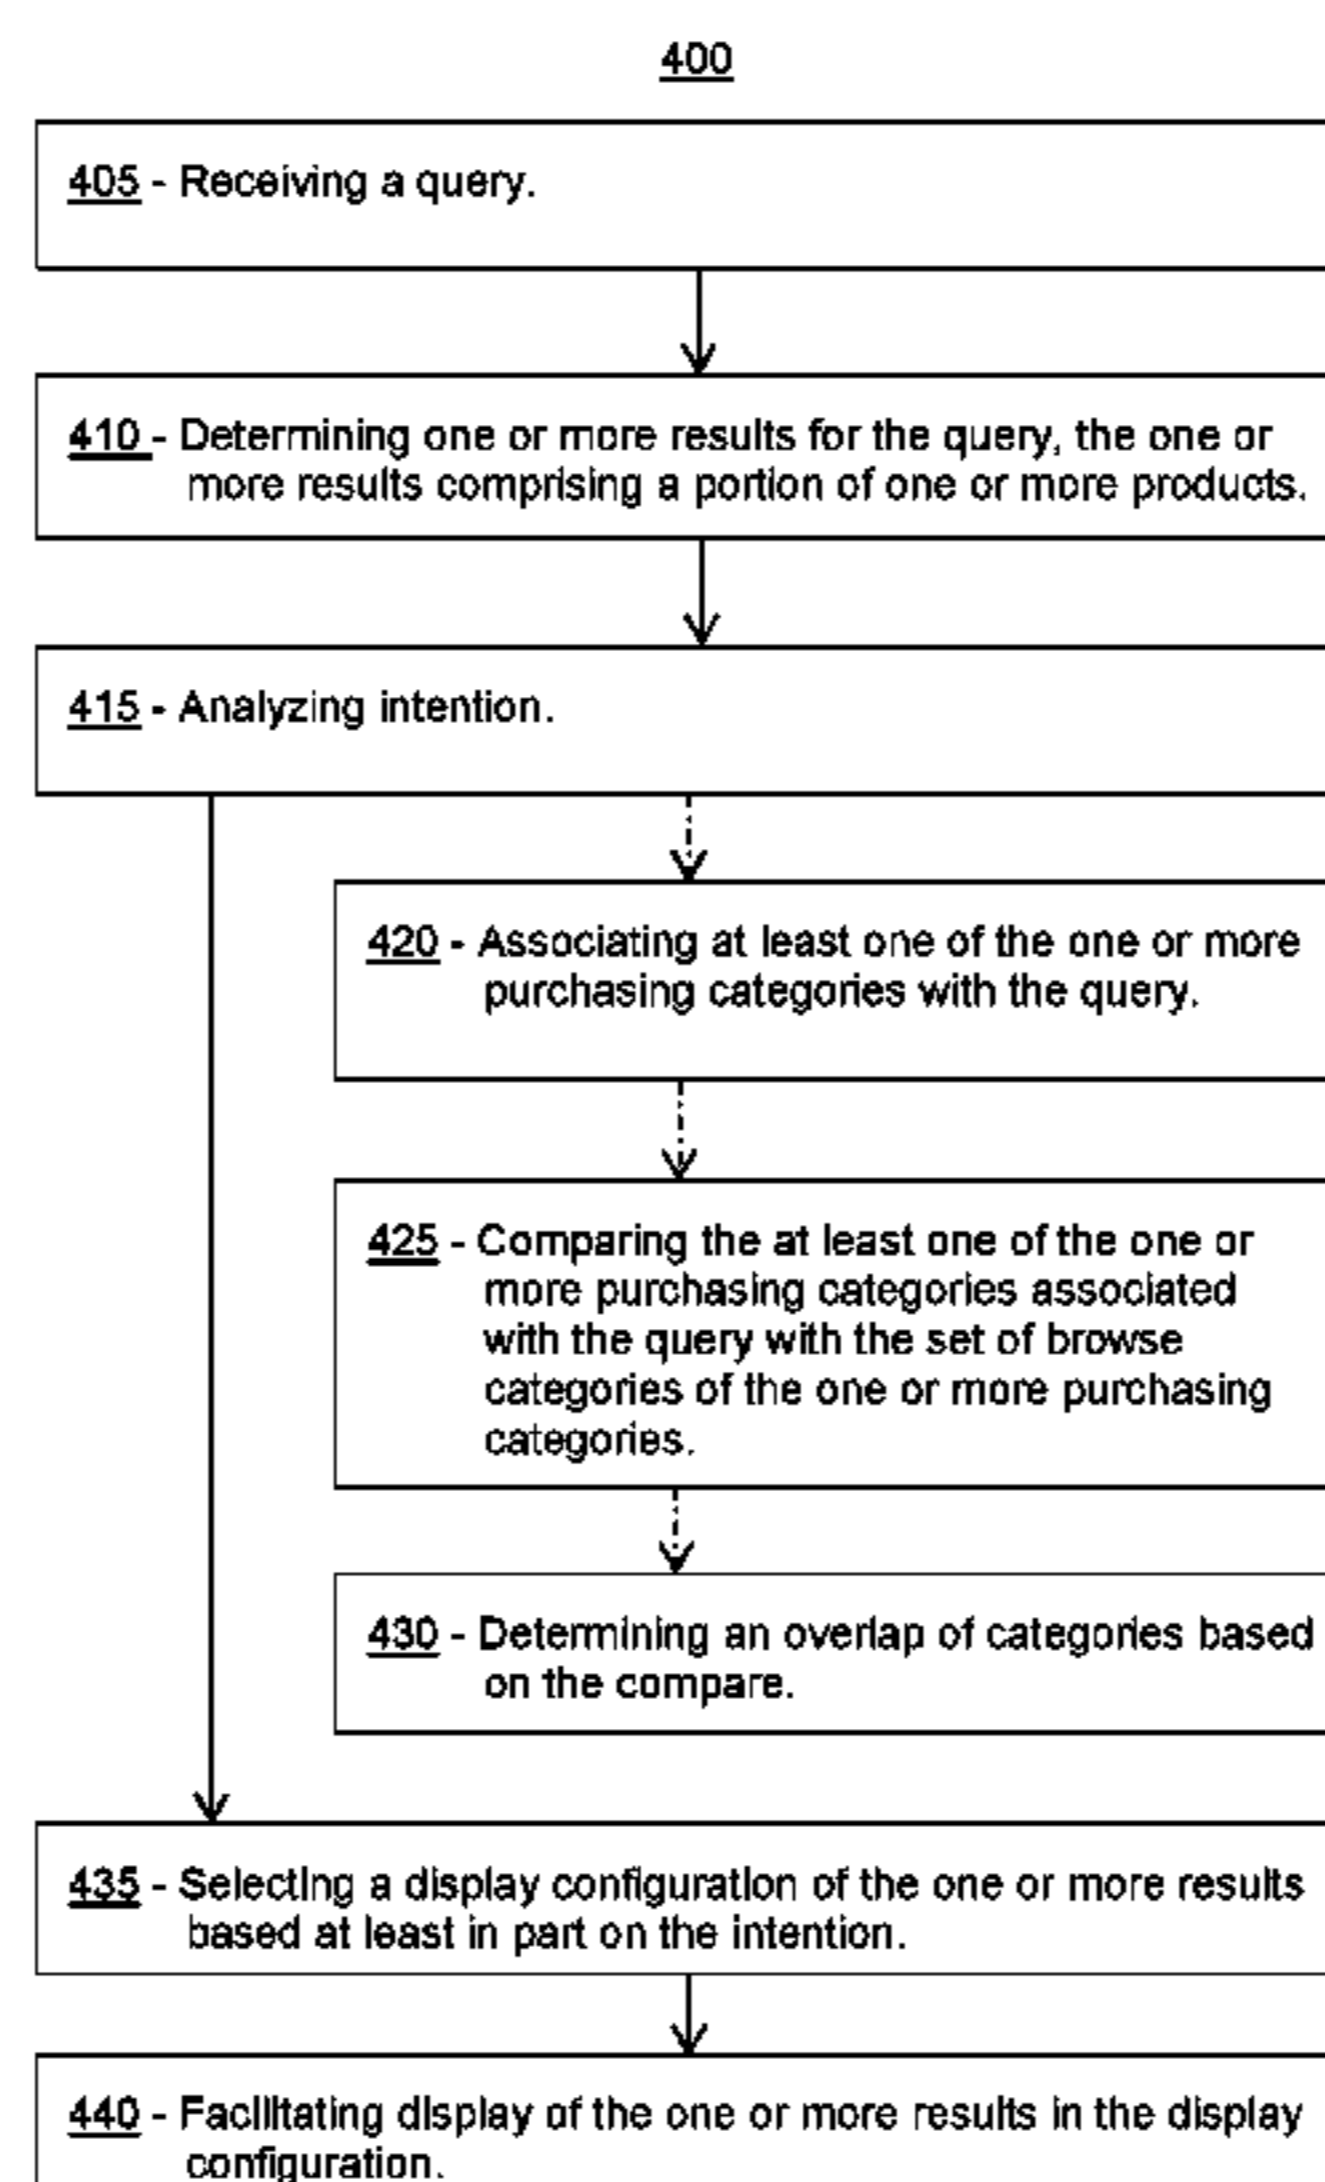 400
405 - Receiving a query.
410 - Determining one or more results for the query, the one or
more results comprising a portion of one or more products.
415 - Analyzing intention.
420 - Associating at least one of the one or more
purchasing categories with the query.
425 - Comparing the at least one of the one or
more purchasing categories associated
with the query with the set of browse
categories of the one or more purchasing
categories.
430 - Determining an overlap of categories based
on the compare.
435 - Selecting a display configuration of the one or more results
based at least in part on the intention.
440 - Facilitating display of the one or more results in the display
configuration.